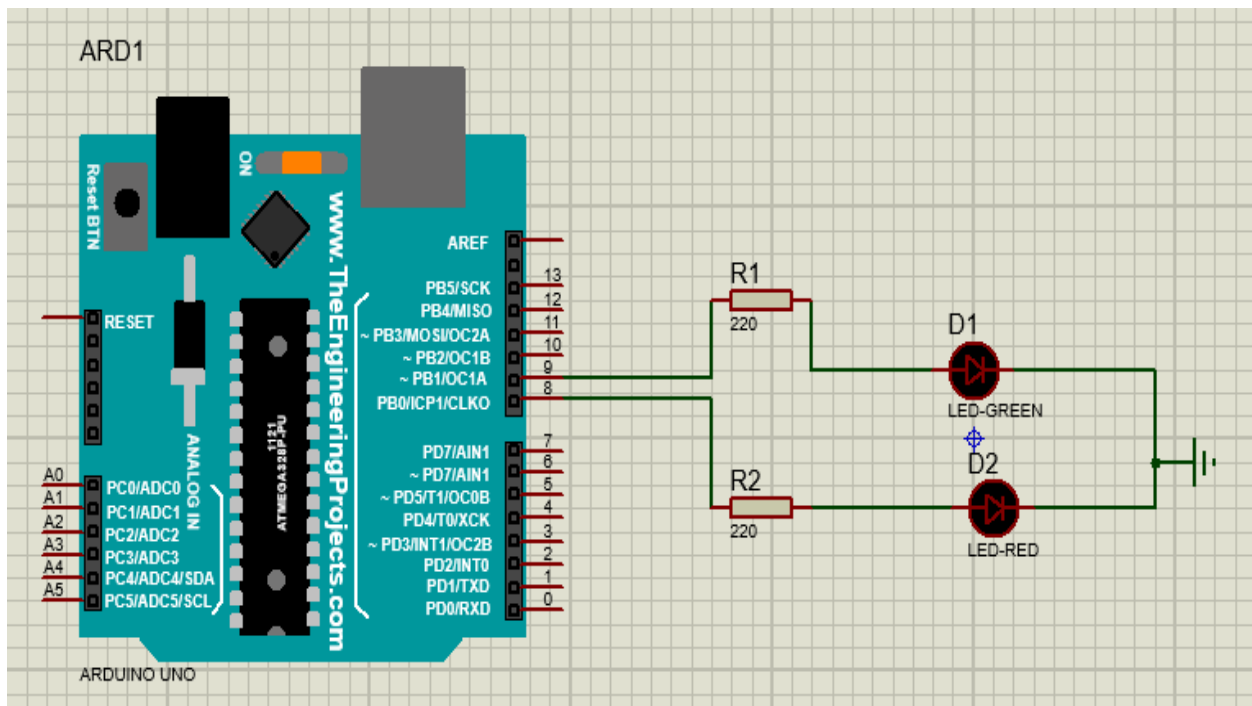 ARD1
Reset BTN
ON
www.TheEngineeringProjects.com
AREF
PB5/SCK
13
PB4/MISO
12
~ PB3/MOSI/OC2A
11
~ PB2/OC1B
10
~ PB1/OC1A
9
PB0/ICP1/CLKO
8
PD7/AIN1
7
~ PD7/AIN1
6
~ PD5/T1/OC0B
5
PD4/T0/XCK
4
~ PD3/INT1/OC2B
3
PD2/INT0
2
PD1/TXD
1
PD0/RXD
0
RESET
ANALOG IN
1121
ATMEGA328P-PU
A0
PC0/ADC0
A1
PC1/ADC1
A2
PC2/ADC2
A3
PC3/ADC3
A4
PC4/ADC4/SDA
A5
PC5/ADC5/SCL
ARDUINO UNO
R1
220
D1
LED-GREEN
R2
220
D2
LED-RED